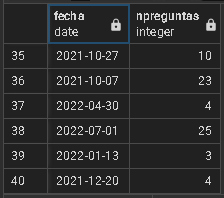 fecha npreguntas
date integer
35 2021-10-27 10
36 2021-10-07 23
37 2022-04-30 4
38 2022-07-01 25
39 2022-01-13 3
40 2021-12-20 4